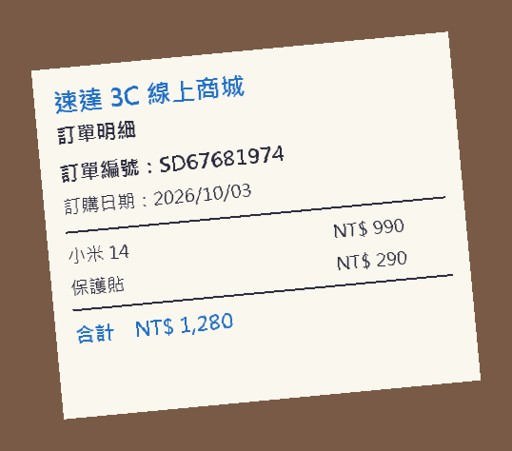 速達 3C 線上商城
訂單明細
訂單編號：SD67681974
訂購日期：2026/10/03
小米 14 NT$ 990
保護貼 NT$ 290
合計 NT$ 1,280